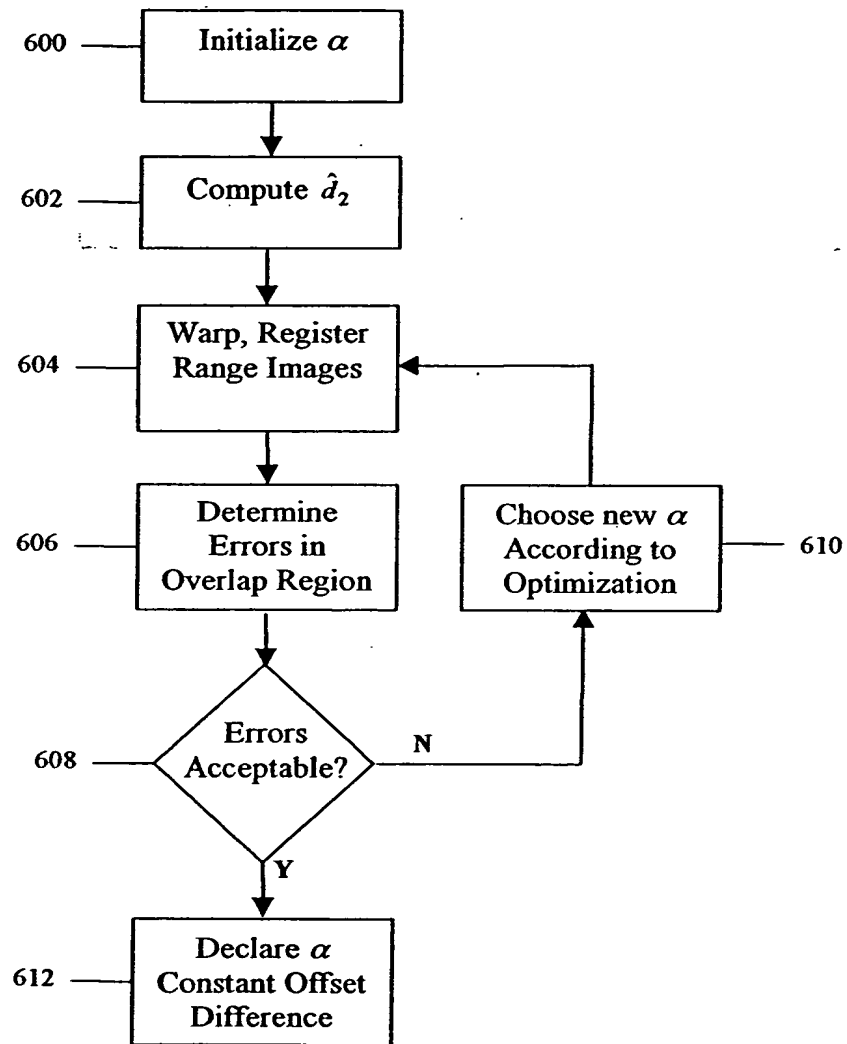 600
Initialize α
602
Compute d̂₂
604
Warp, Register
Range Images
606
Determine
Errors in
Overlap Region
Choose new α
According to
Optimization
610
608
Errors
Acceptable?
N
Y
612
Declare α
Constant Offset
Difference